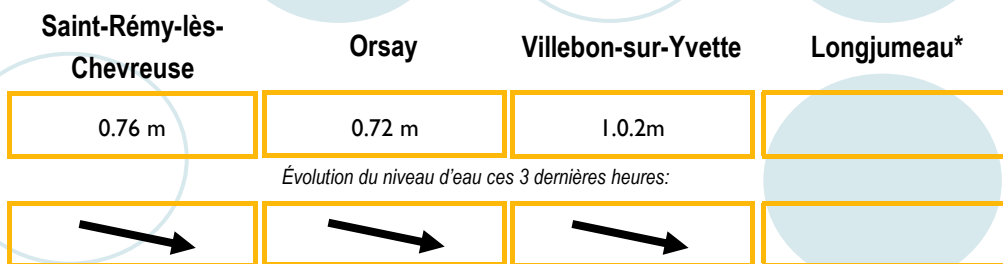 Saint-Rémy-lès-
Chevreuse
Orsay
Villebon-sur-Yvette
Longjumeau*
0.76 m
0.72 m
1.0.2m
Évolution du niveau d'eau ces 3 dernières heures: